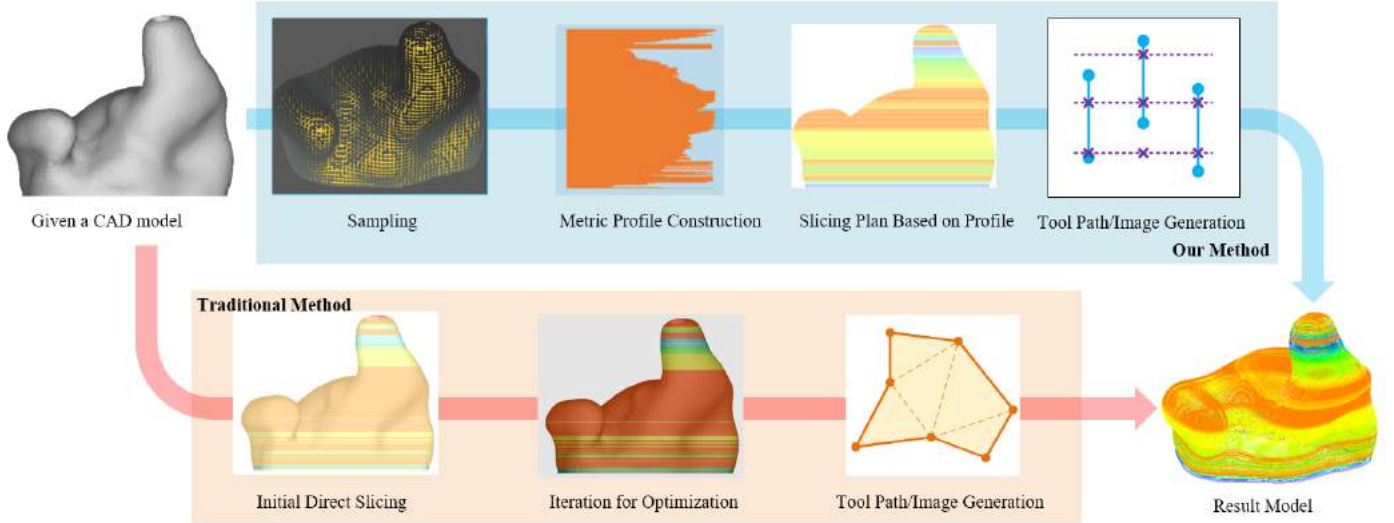 Given a CAD model
Sampling
Metric Profile Construction
Slicing Plan Based on Profile
Tool Path/Image Generation
Our Method
Traditional Method
Initial Direct Slicing
Iteration for Optimization
Tool Path/Image Generation
Result Model